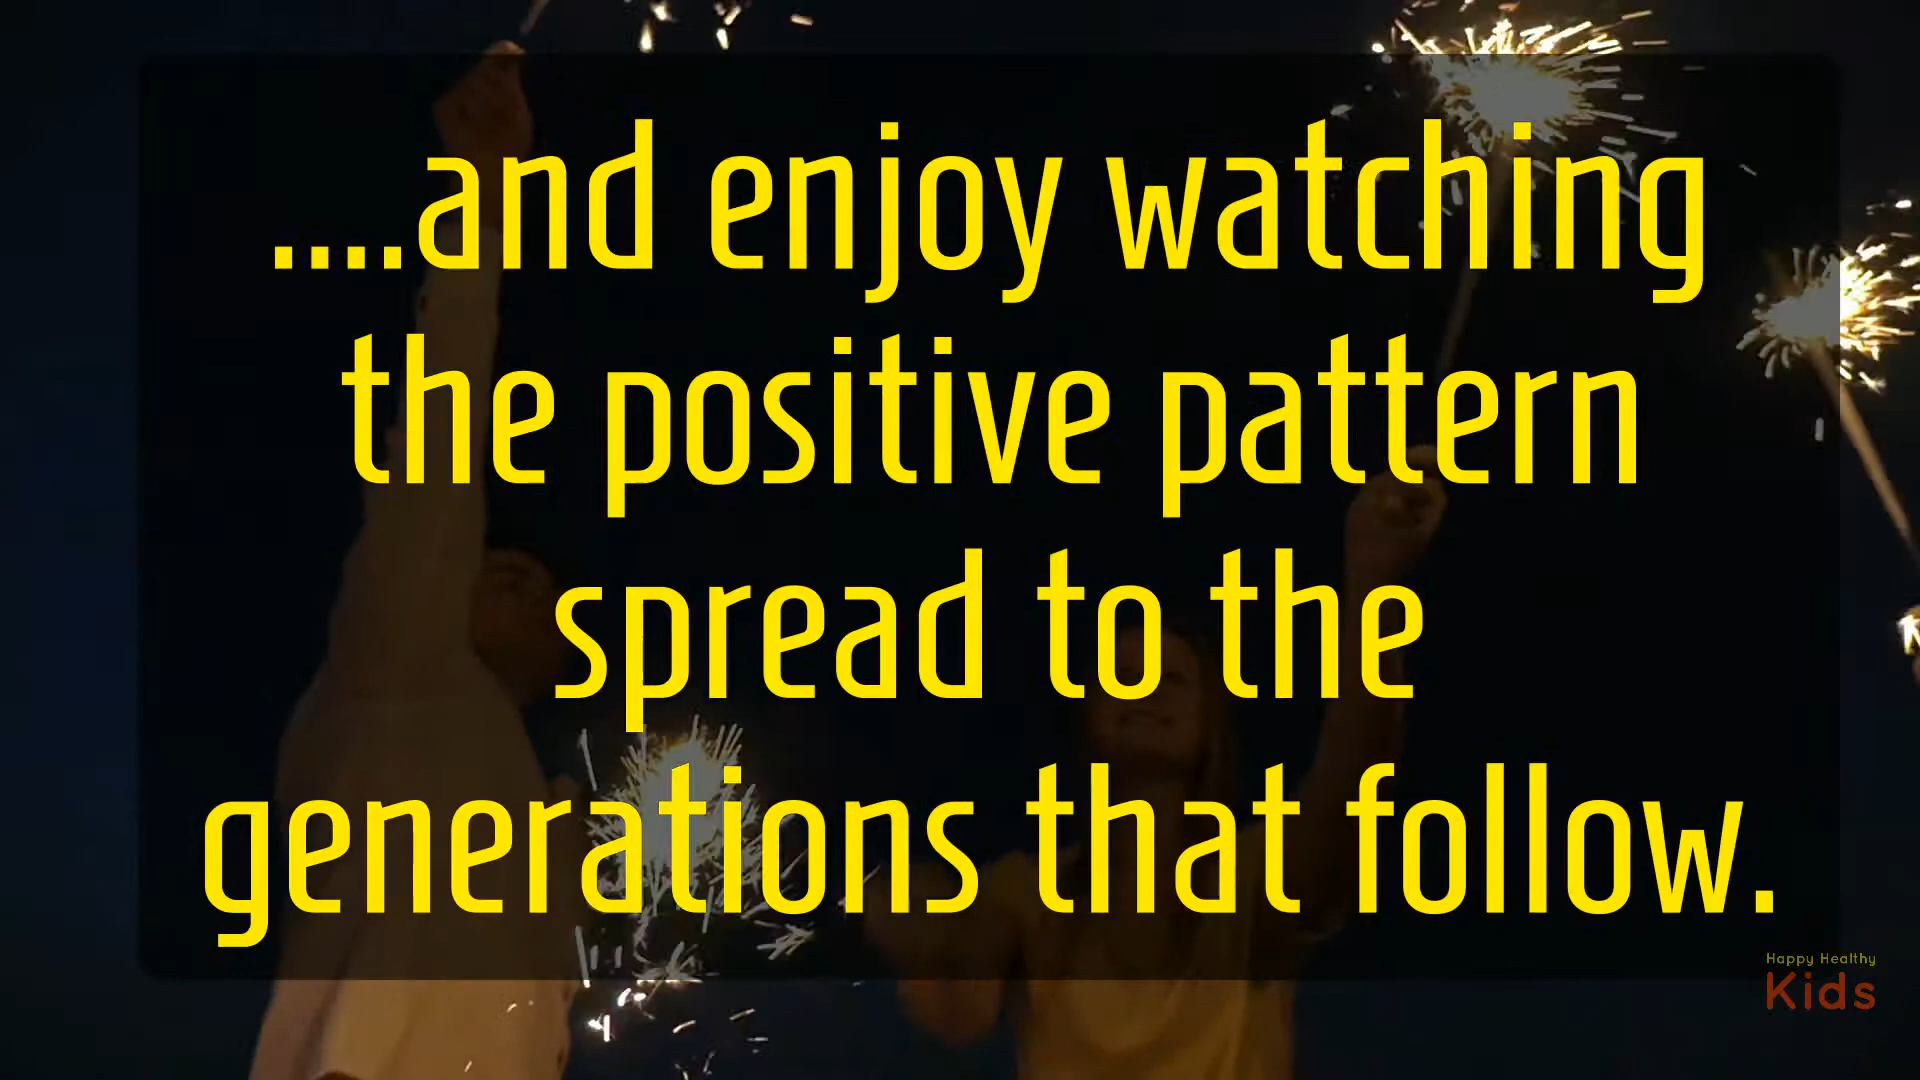 ....and enjoy watching
the positive pattern
spread to the
generations that follow.
Happy Healthy
Kids